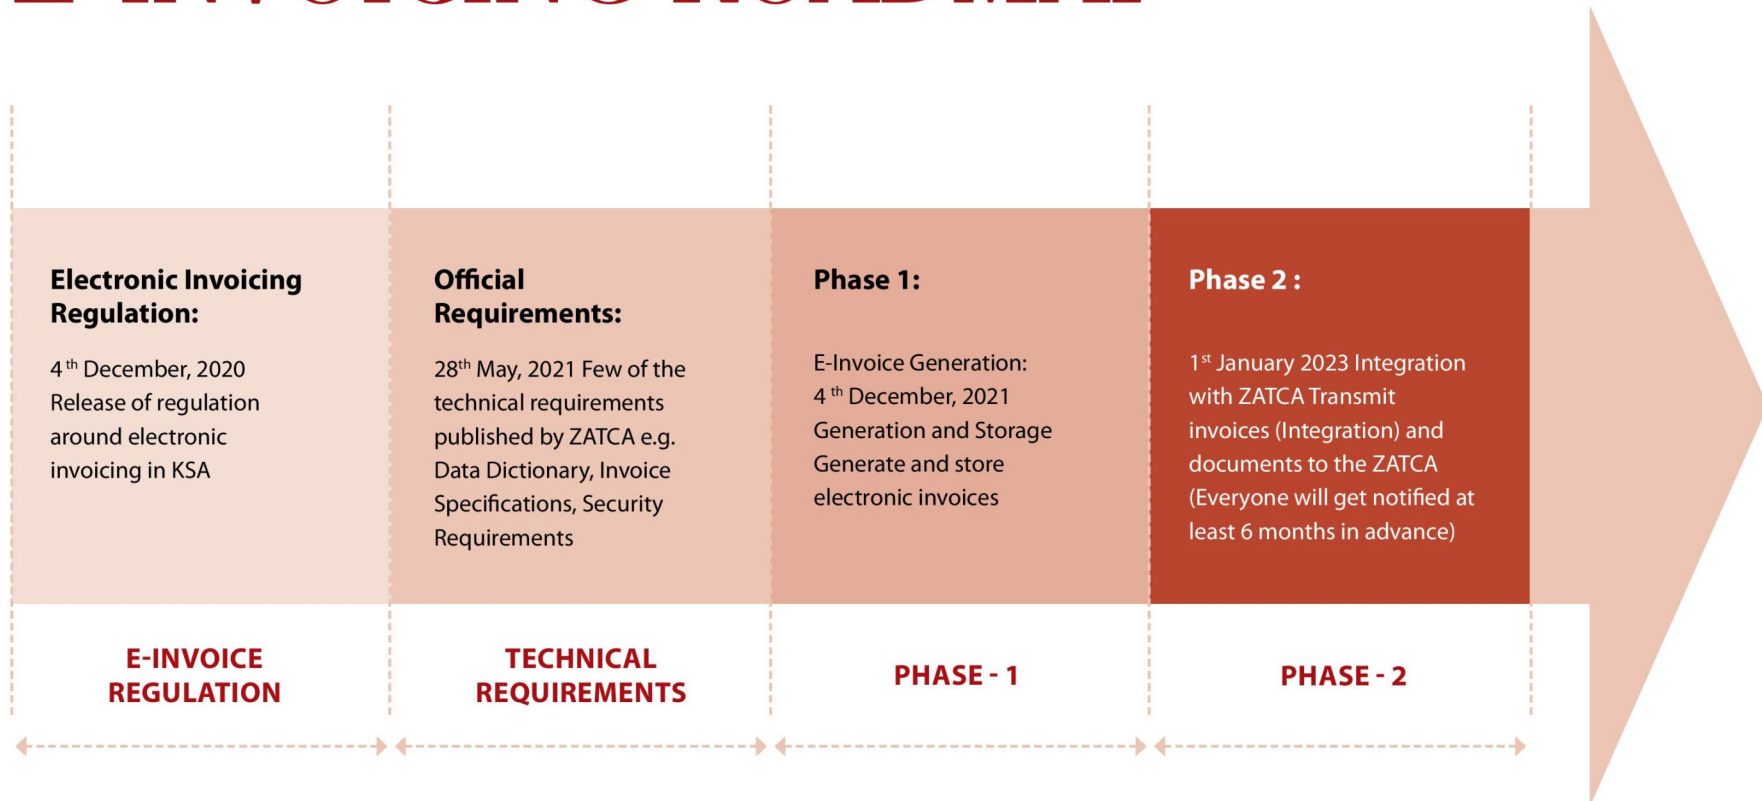 E-INVOICING ROADMAP
Electronic Invoicing
Regulation:
4th December, 2020
Release of regulation
around electronic
invoicing in KSA
Official
Requirements:
28th May, 2021 Few of the
technical requirements
published by ZATCA e.g.
Data Dictionary, Invoice
Specifications, Security
Requirements
Phase 1:
E-Invoice Generation:
4th December, 2021
Generation and Storage
Generate and store
electronic invoices
Phase 2 :
1st January 2023 Integration
with ZATCA Transmit
invoices (Integration) and
documents to the ZATCA
(Everyone will get notified at
least 6 months in advance)
E-INVOICE
REGULATION
TECHNICAL
REQUIREMENTS
PHASE - 1
PHASE - 2